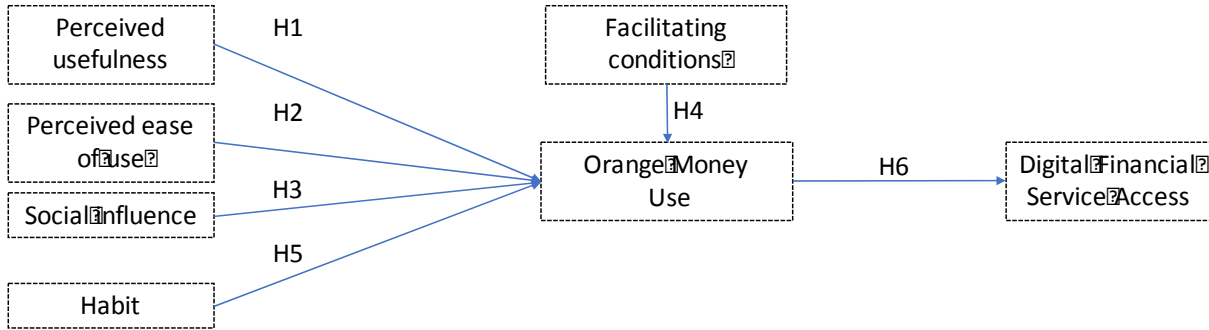 Perceived
usefulness
H1
Facilitating
conditions
H2
H4
Perceived ease
of use
Orange Money
Use
H6
Digital Financial
Service Access
H3
Social influence
H5
Habit